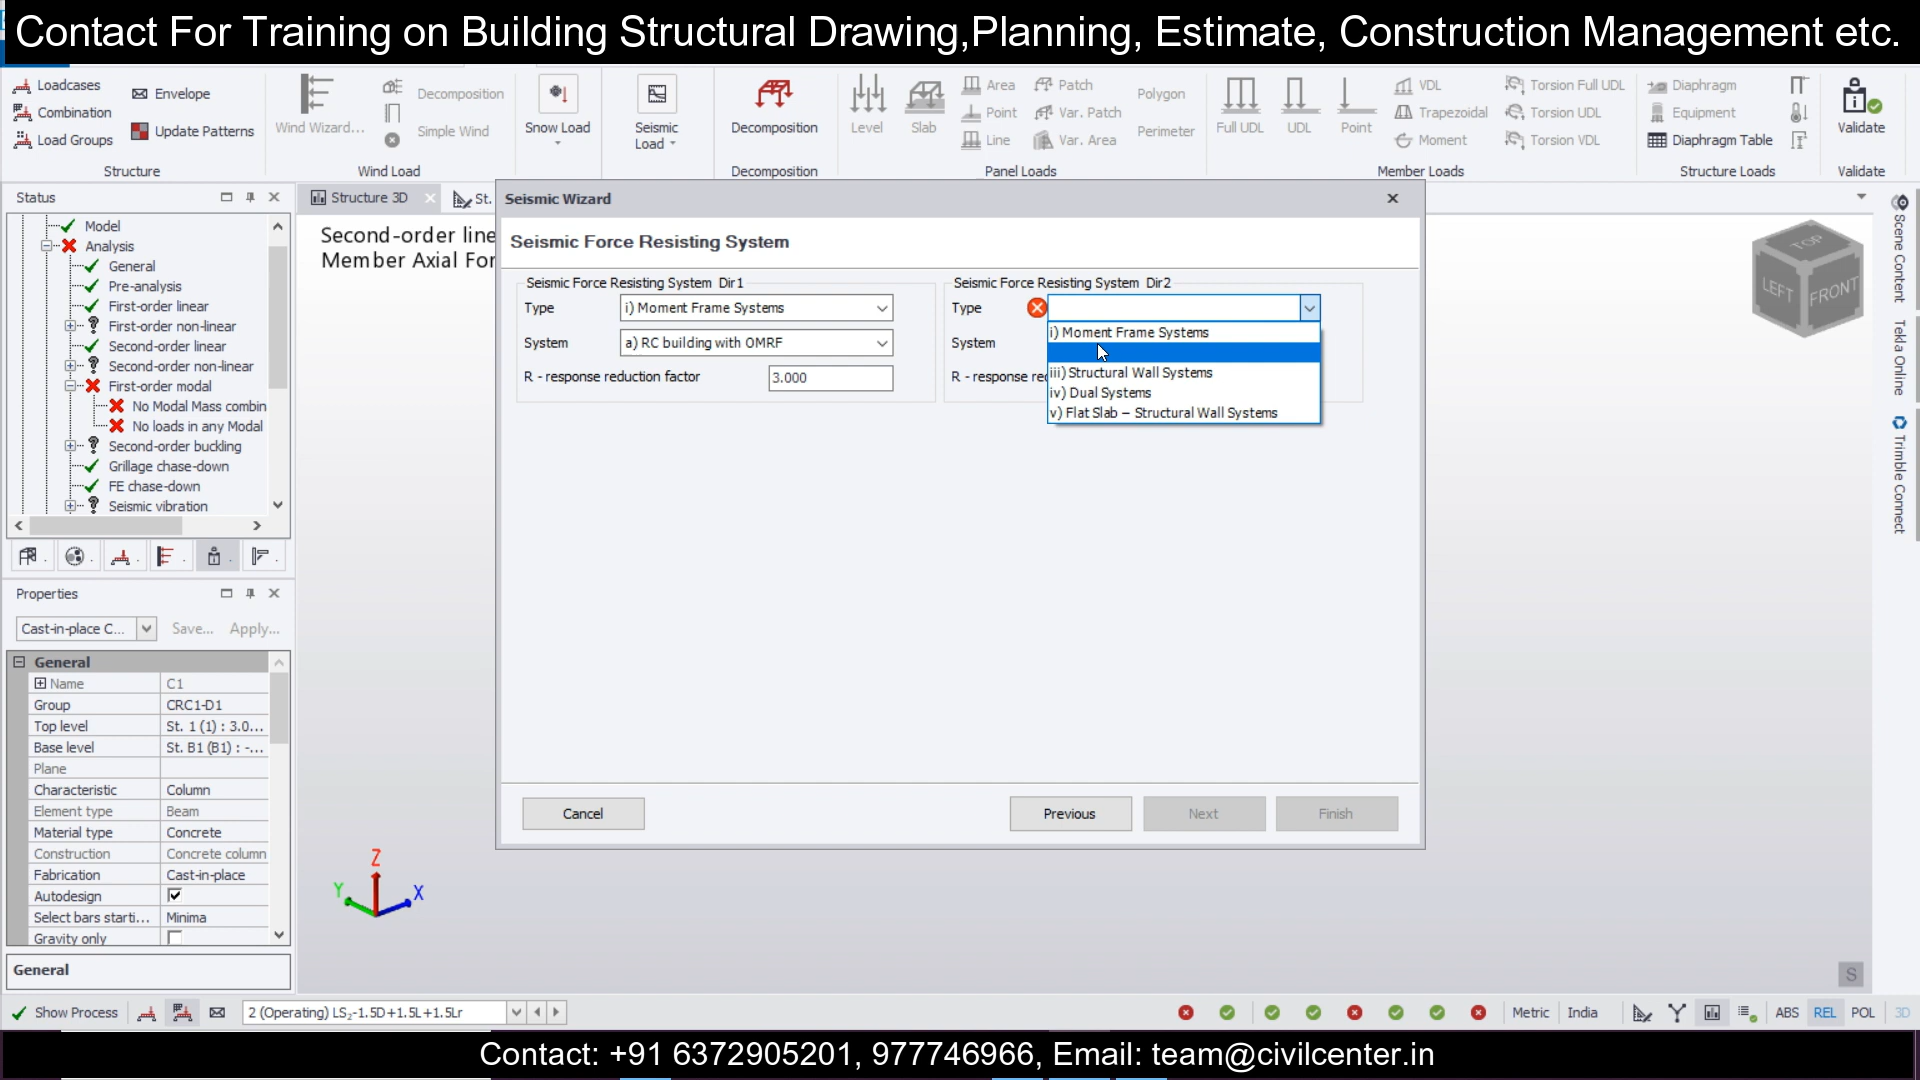 Contact For Training on Building Structural Drawing,Planning, Estimate, Construction Management etc.
Loadcases
Combination
Load Groups
Envelope
Update Patterns
Structure
Wind Wizard...
Decomposition
Simple Wind
Wind Load
Snow Load
Seismic
Load
Decomposition
Decomposition
Level
Slab
Area
Point
Line
Patch
Var. Patch
Var. Area
Polygon
Perimeter
Panel Loads
Full UDL
UDL
Point
VDL
Trapezoidal
Moment
Torsion Full UDL
Torsion UDL
Torsion VDL
Member Loads
Diaphragm
Equipment
Diaphragm Table
Structure Loads
Validate
Validate
Status
Model
Analysis
General
Pre-analysis
First-order linear
First-order non-linear
Second-order linear
Second-order non-linear
First-order modal
No Modal Mass combin
No loads in any Modal
Second-order buckling
Grillage chase-down
FE chase-down
Seismic vibration
Structure 3D
St.
Second-order line
Member Axial For
Seismic Wizard
Seismic Force Resisting System
Seismic Force Resisting System Dir1
Type
i) Moment Frame Systems
System
a) RC building with OMRF
R - response reduction factor
3.000
Seismic Force Resisting System Dir2
Type
System
R - response re
i) Moment Frame Systems
iii) Structural Wall Systems
iv) Dual Systems
v) Flat Slab – Structural Wall Systems
Cancel
Previous
Next
Finish
TOP
LEFT
FRONT
Scene Content
Tekla Online
Trimble Connect
Properties
Cast-in-place C...
Save...
Apply...
General
Name C1
Group CRC1-D1
Top level St. 1 (1) : 3.0...
Base level St. B1 (B1) : -...
Plane
Characteristic Column
Element type Beam
Material type Concrete
Construction Concrete column
Fabrication Cast-in-place
Autodesign
Select bars starti... Minima
Gravity only
General
Z
Y
X
S
Show Process
2 (Operating) LS₂-1.5D+1.5L+1.5Lr
Metric
India
ABS
REL
POL
3D
Contact: +91 6372905201, 977746966, Email: team@civilcenter.in